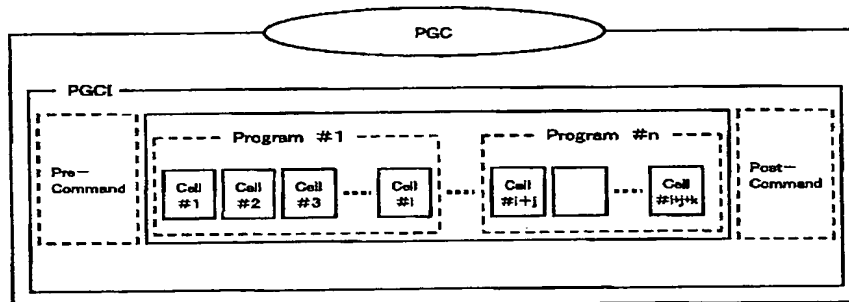 PGC
PGCI
Pre-
Command
Program #1
Cell
#1
Cell
#2
Cell
#3
Cell
#i
Program #n
Cell
#i+j
Cell
#i+j+k
Post-
Command